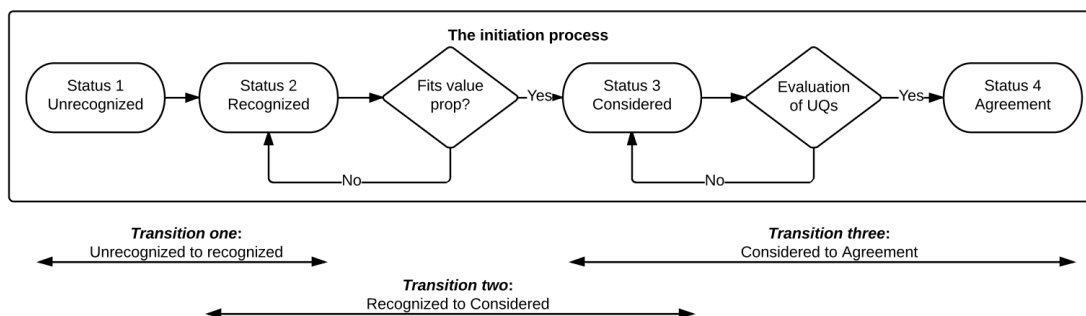 The initiation process
Status 1
Unrecognized
Status 2
Recognized
Fits value
prop?
Yes
No
Status 3
Considered
Evaluation
of UQs
Yes
No
Status 4
Agreement
Transition one:
Unrecognized to recognized
Transition two:
Recognized to Considered
Transition three:
Considered to Agreement